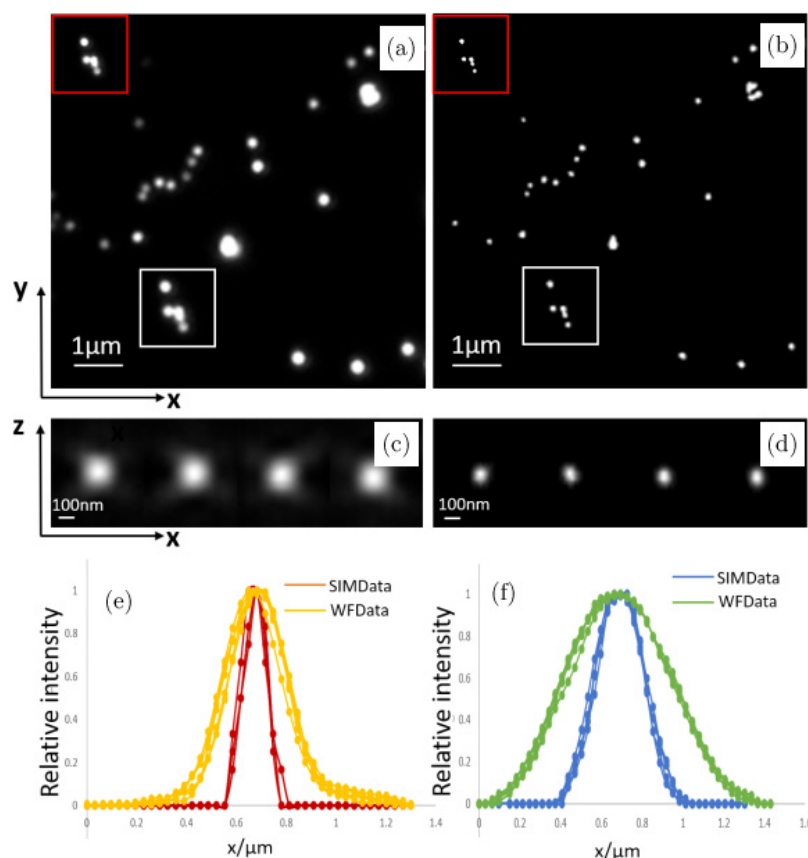 (a)
(b)
y
1μm
1μm
x
z
x
(c)
(d)
100nm
100nm
x
(e)
SIMData
WFData
(f)
SIMData
WFData
Relative intensity
1
0.8
0.6
0.4
0.2
0
0 0.2 0.4 0.6 0.8 1 1.2 1.4
x/μm
Relative intensity
1
0.8
0.6
0.4
0.2
0
0 0.2 0.4 0.6 0.8 1 1.2 1.4 1.6
x/μm